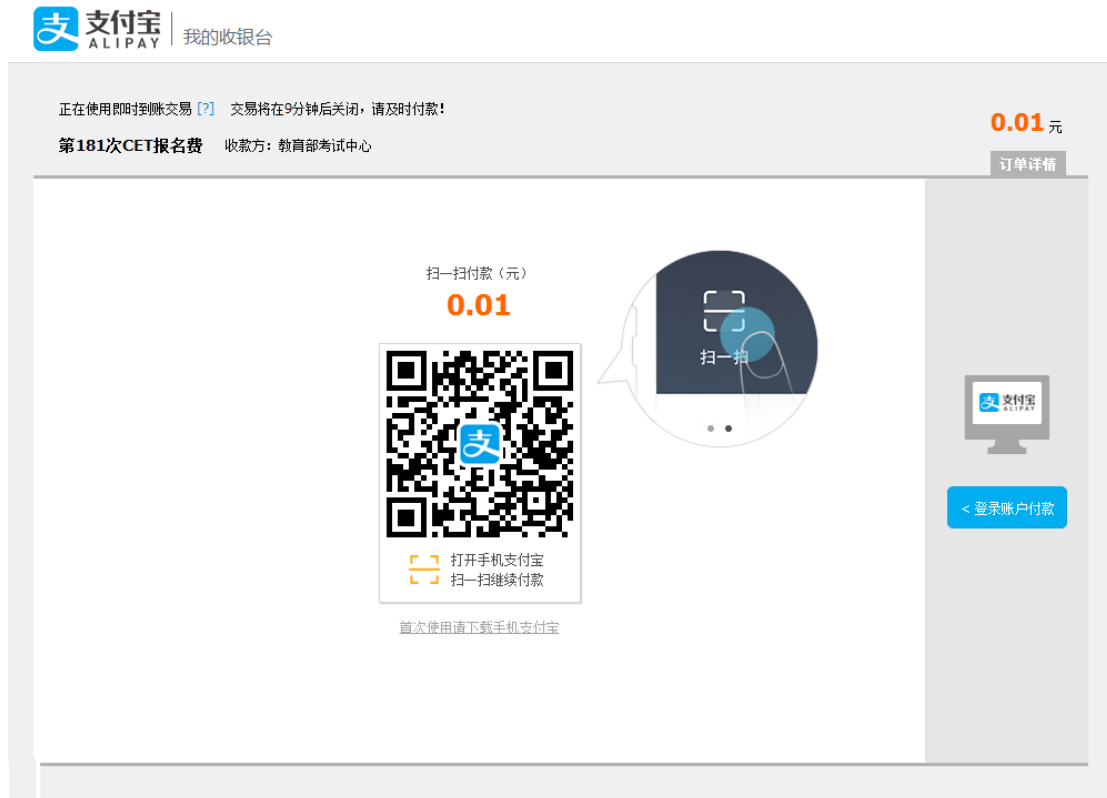 支付宝 我的收银台
ALIPAY
正在使用即时到账交易 [?] 交易将在9分钟后关闭，请及时付款！
0.01 元
第181次CET报名费 收款方：教育部考试中心
订单详情
扫一扫付款（元）
0.01
扫一扫
支
支付宝
ALIPAY
< 登录账户付款
打开手机支付宝
扫一扫继续付款
首次使用请下载手机支付宝